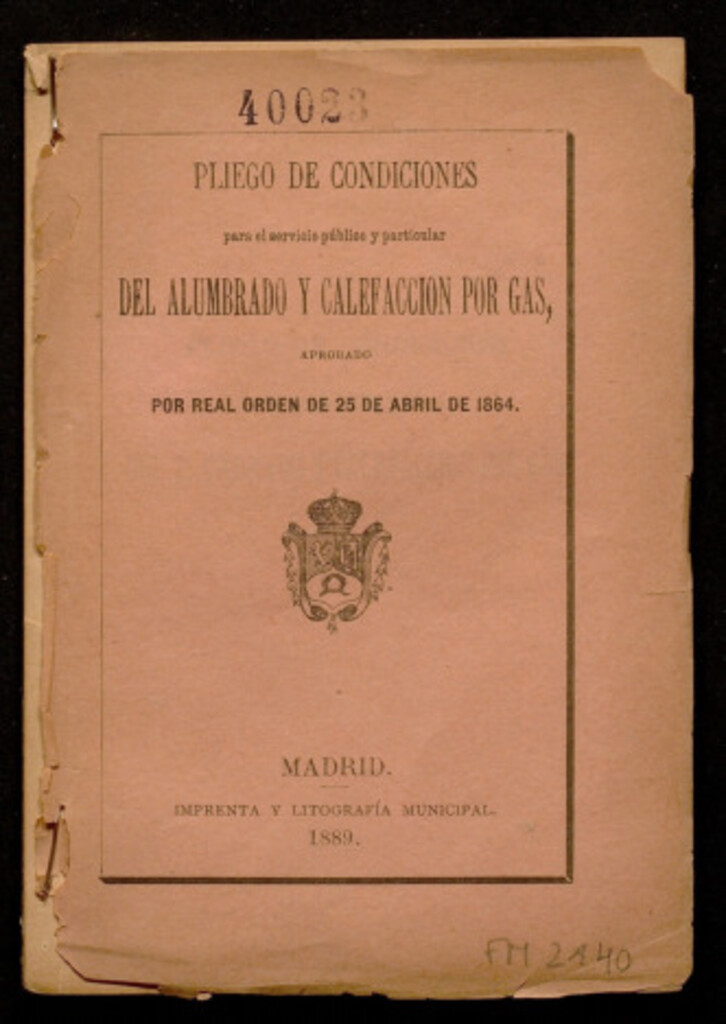 40023
PLIEGO DE CONDICIONES
para el servicio público y particular
DEL ALUMBRADO Y CALEFACCION POR GAS,
APROBADO
POR REAL ORDEN DE 25 DE ABRIL DE 1864.
MADRID.
IMPRENTA Y LITOGRAFÍA MUNICIPAL.
1889.
FM 2140